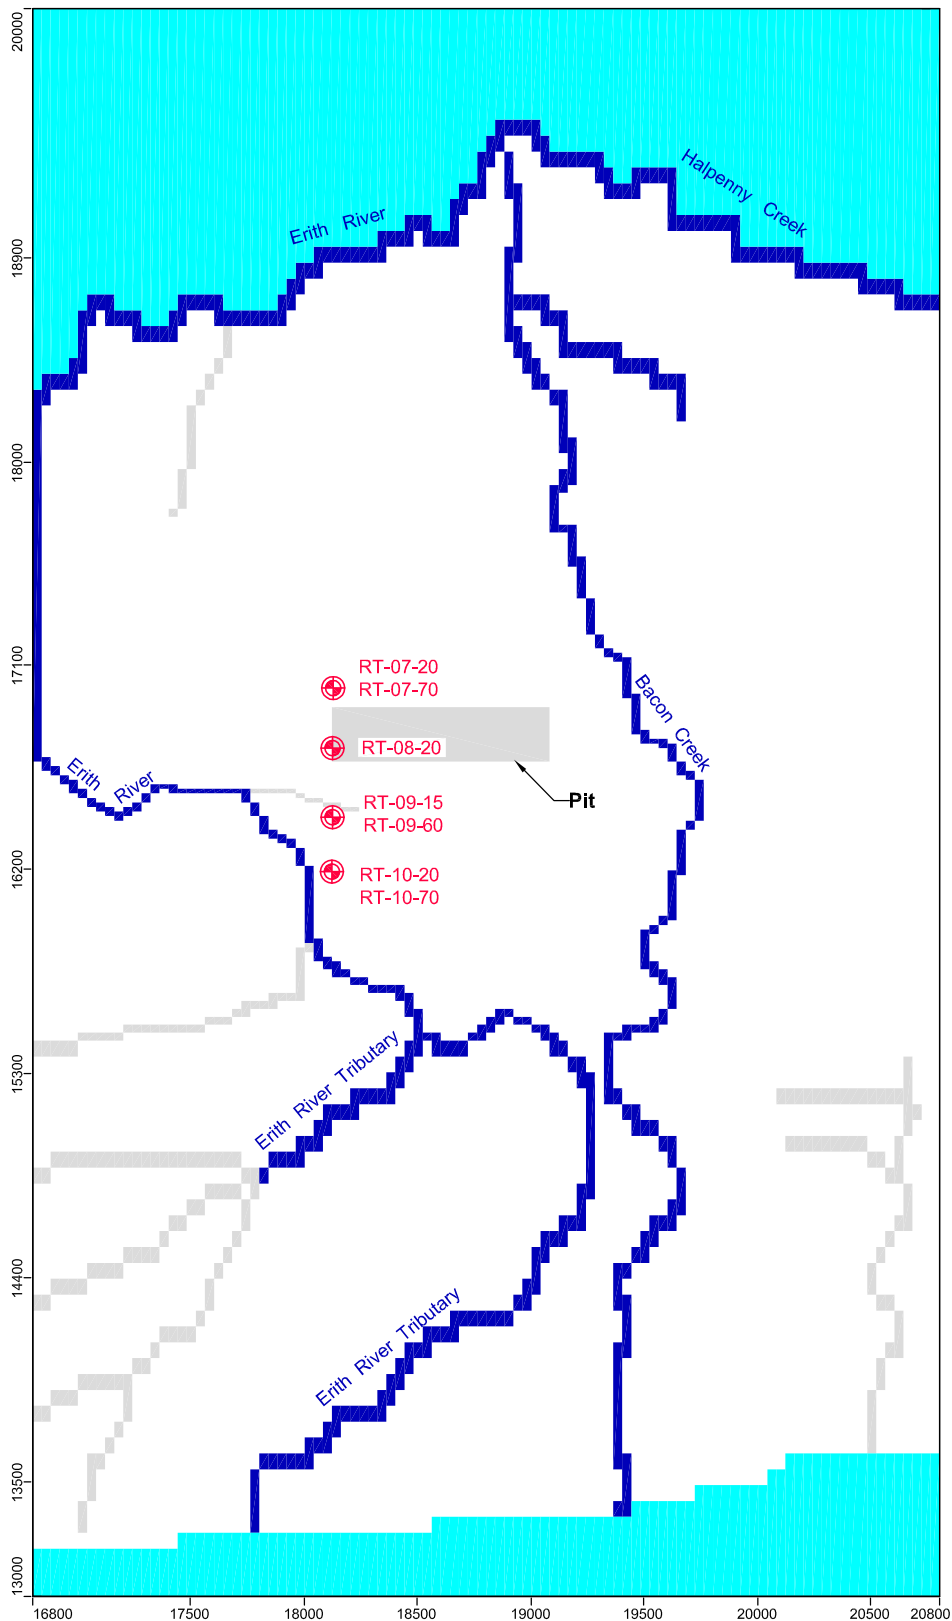 20000
Halpenny Creek
Erith River
18900
18000
17100
RT-07-20
RT-07-70
Bacon Creek
RT-08-20
Erith River
Pit
RT-09-15
RT-09-60
16200
RT-10-20
RT-10-70
15300
Erith River Tributary
14400
Erith River Tributary
13500
13000
16800 17500 18000 18500 19000 19500 20000 20500 20800